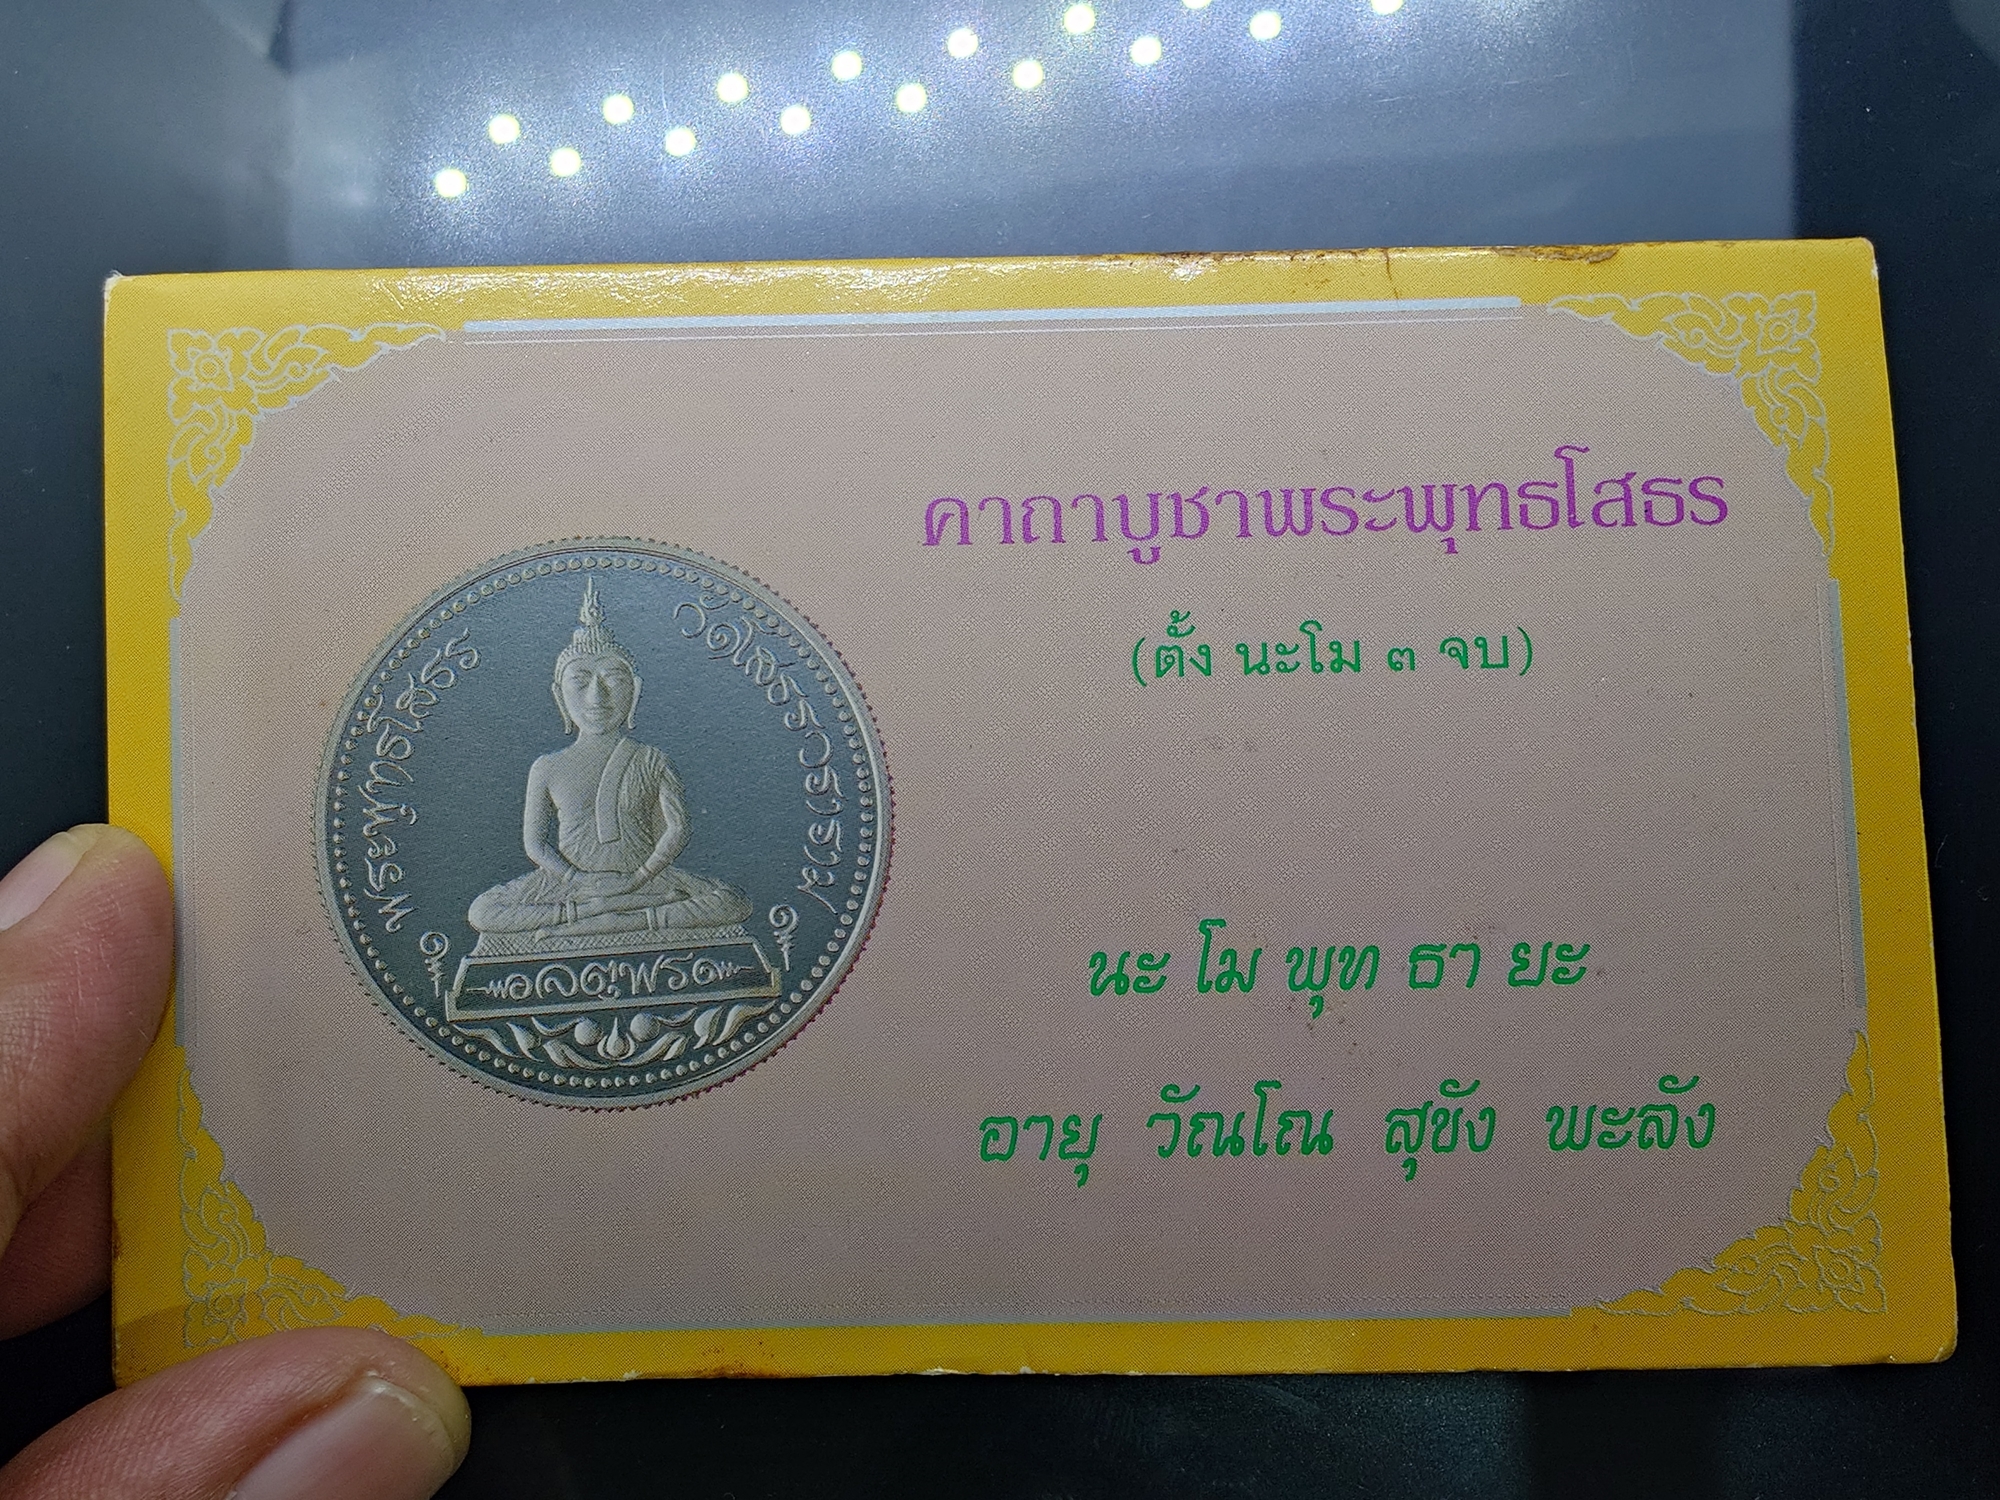 พระพุทธโสธร
วัดโสธรวราราม
๑ ๑
อจตุพร๑
คาถาบูชาพระพุทธโสธร
(ตั้ง นะโม ๓ จบ)
นะ โม พุท ธา ยะ
อายุ วัณโณ สุขัง พะลัง